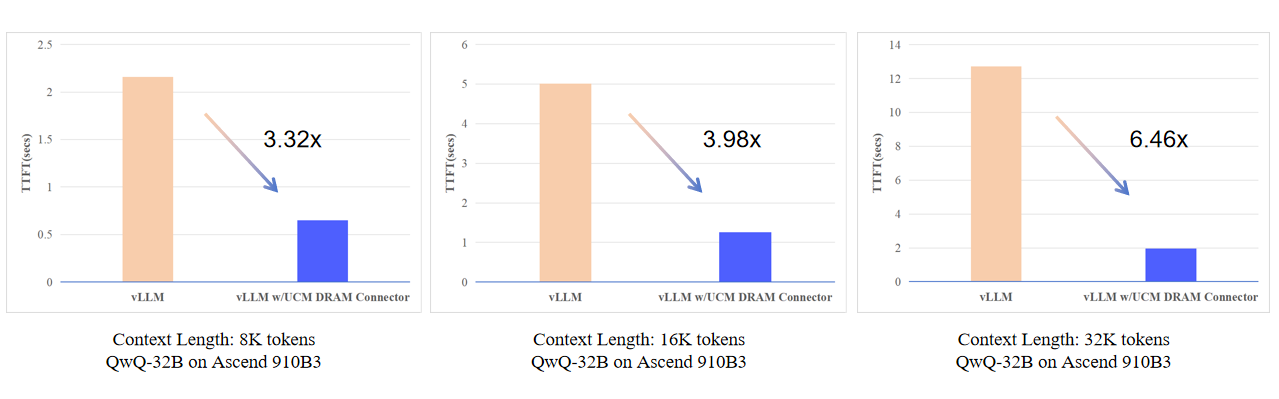 2.5
2
1.5
1
0.5
0
TTFT(secs)
3.32x
vLLM
vLLM w/UCM DRAM Connector
Context Length: 8K tokens
QwQ-32B on Ascend 910B3
6
5
4
3
2
1
0
TTFT(secs)
3.98x
vLLM
vLLM w/UCM DRAM Connector
Context Length: 16K tokens
QwQ-32B on Ascend 910B3
14
12
10
8
6
4
2
0
TTFT(secs)
6.46x
vLLM
vLLM w/UCM DRAM Connector
Context Length: 32K tokens
QwQ-32B on Ascend 910B3